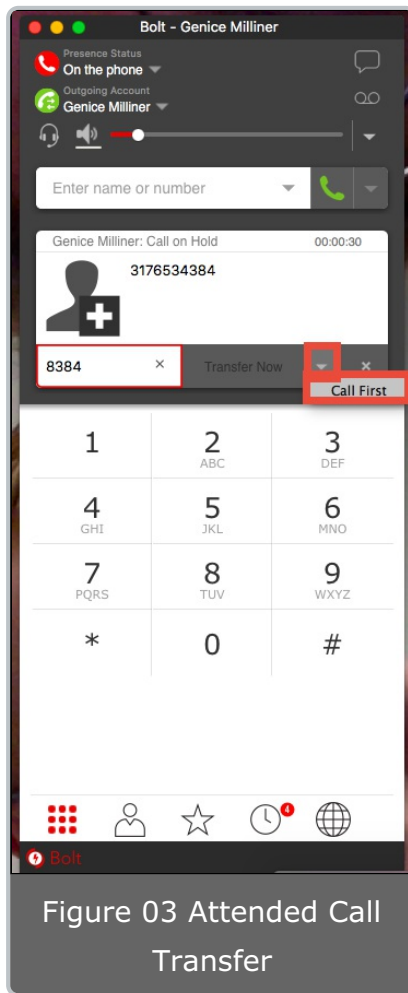 Bolt - Genice Milliner
Presence Status
On the phone
Outgoing Account
Genice Milliner
Enter name or number
Genice Milliner: Call on Hold 00:00:30
3176534384
8384 × Transfer Now ×
Call First
1 2 3
ABC DEF
4 5 6
GHI JKL MNO
7 8 9
PQRS TUV WXYZ
* 0 #
4
Bolt
Figure 03 Attended Call
Transfer